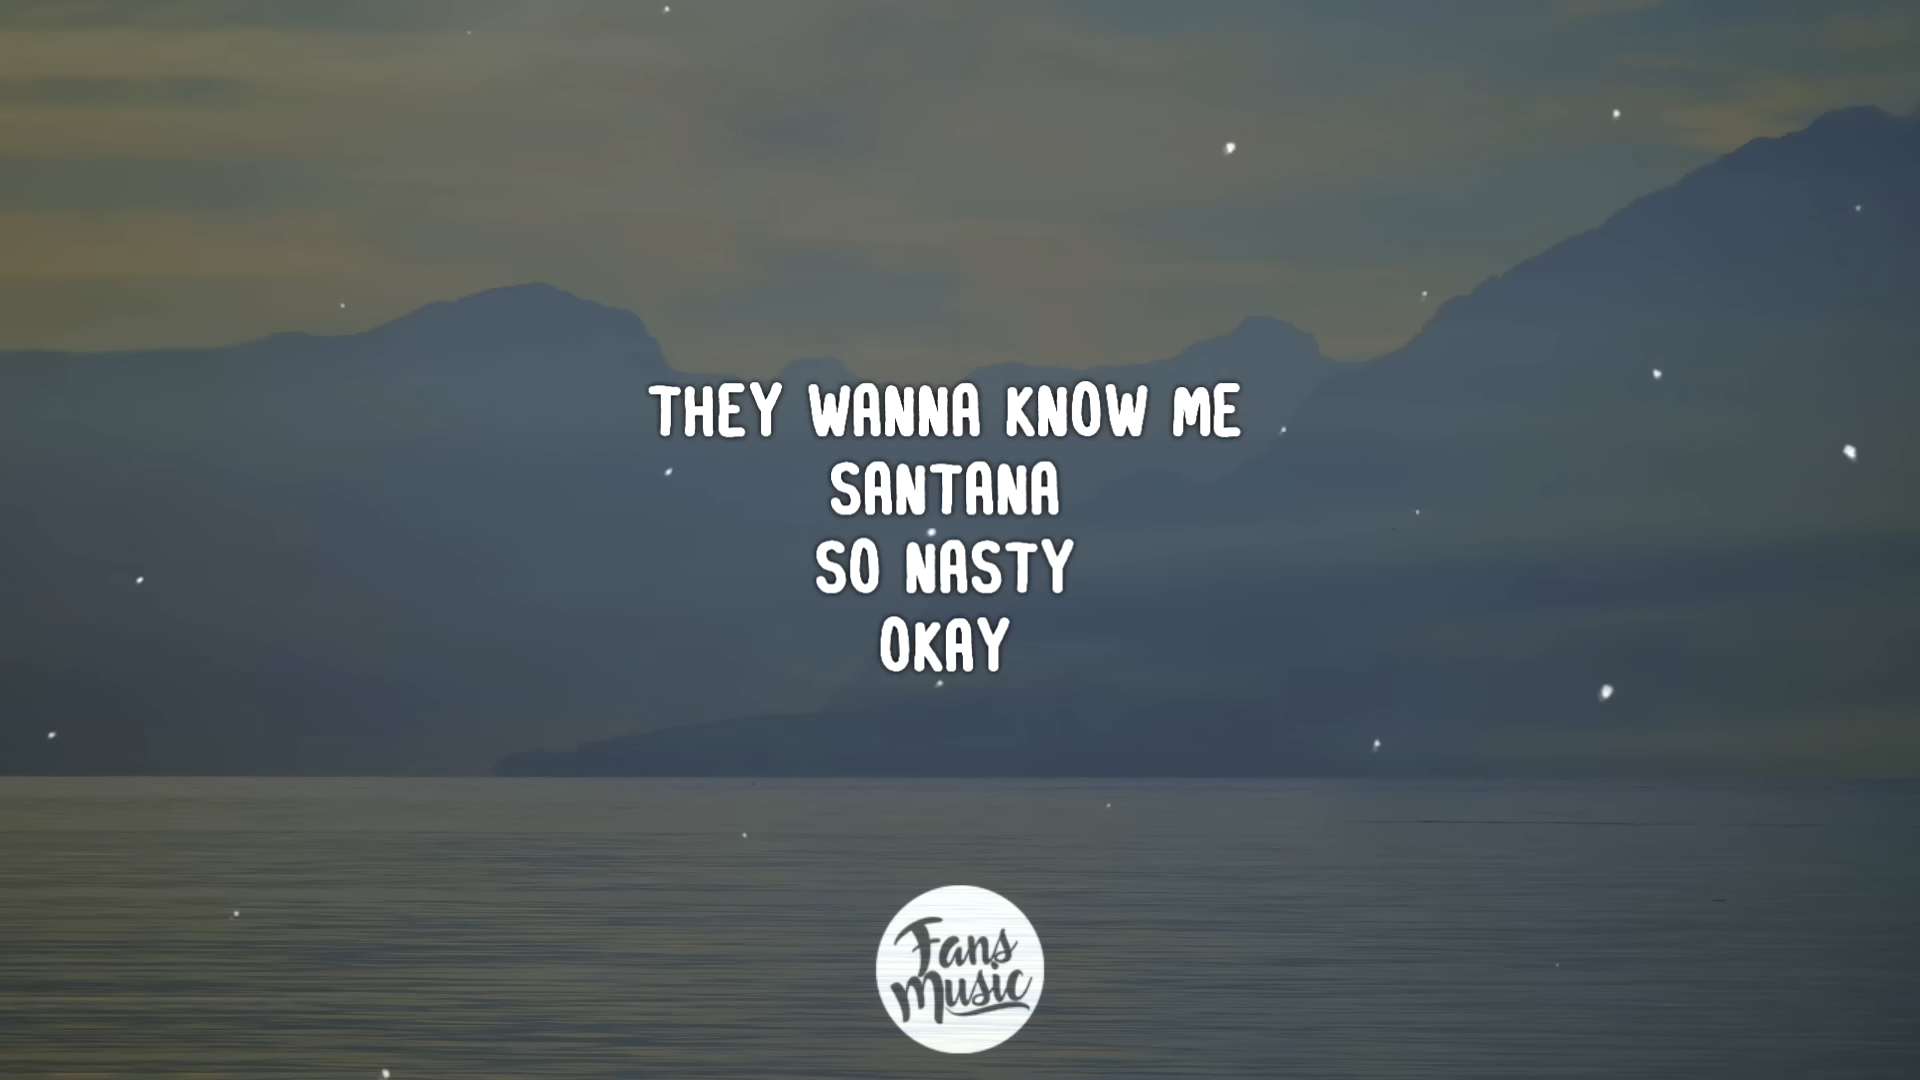 THEY WANNA KNOW ME
SANTANA
SO NASTY
OKAY
Fans
Music